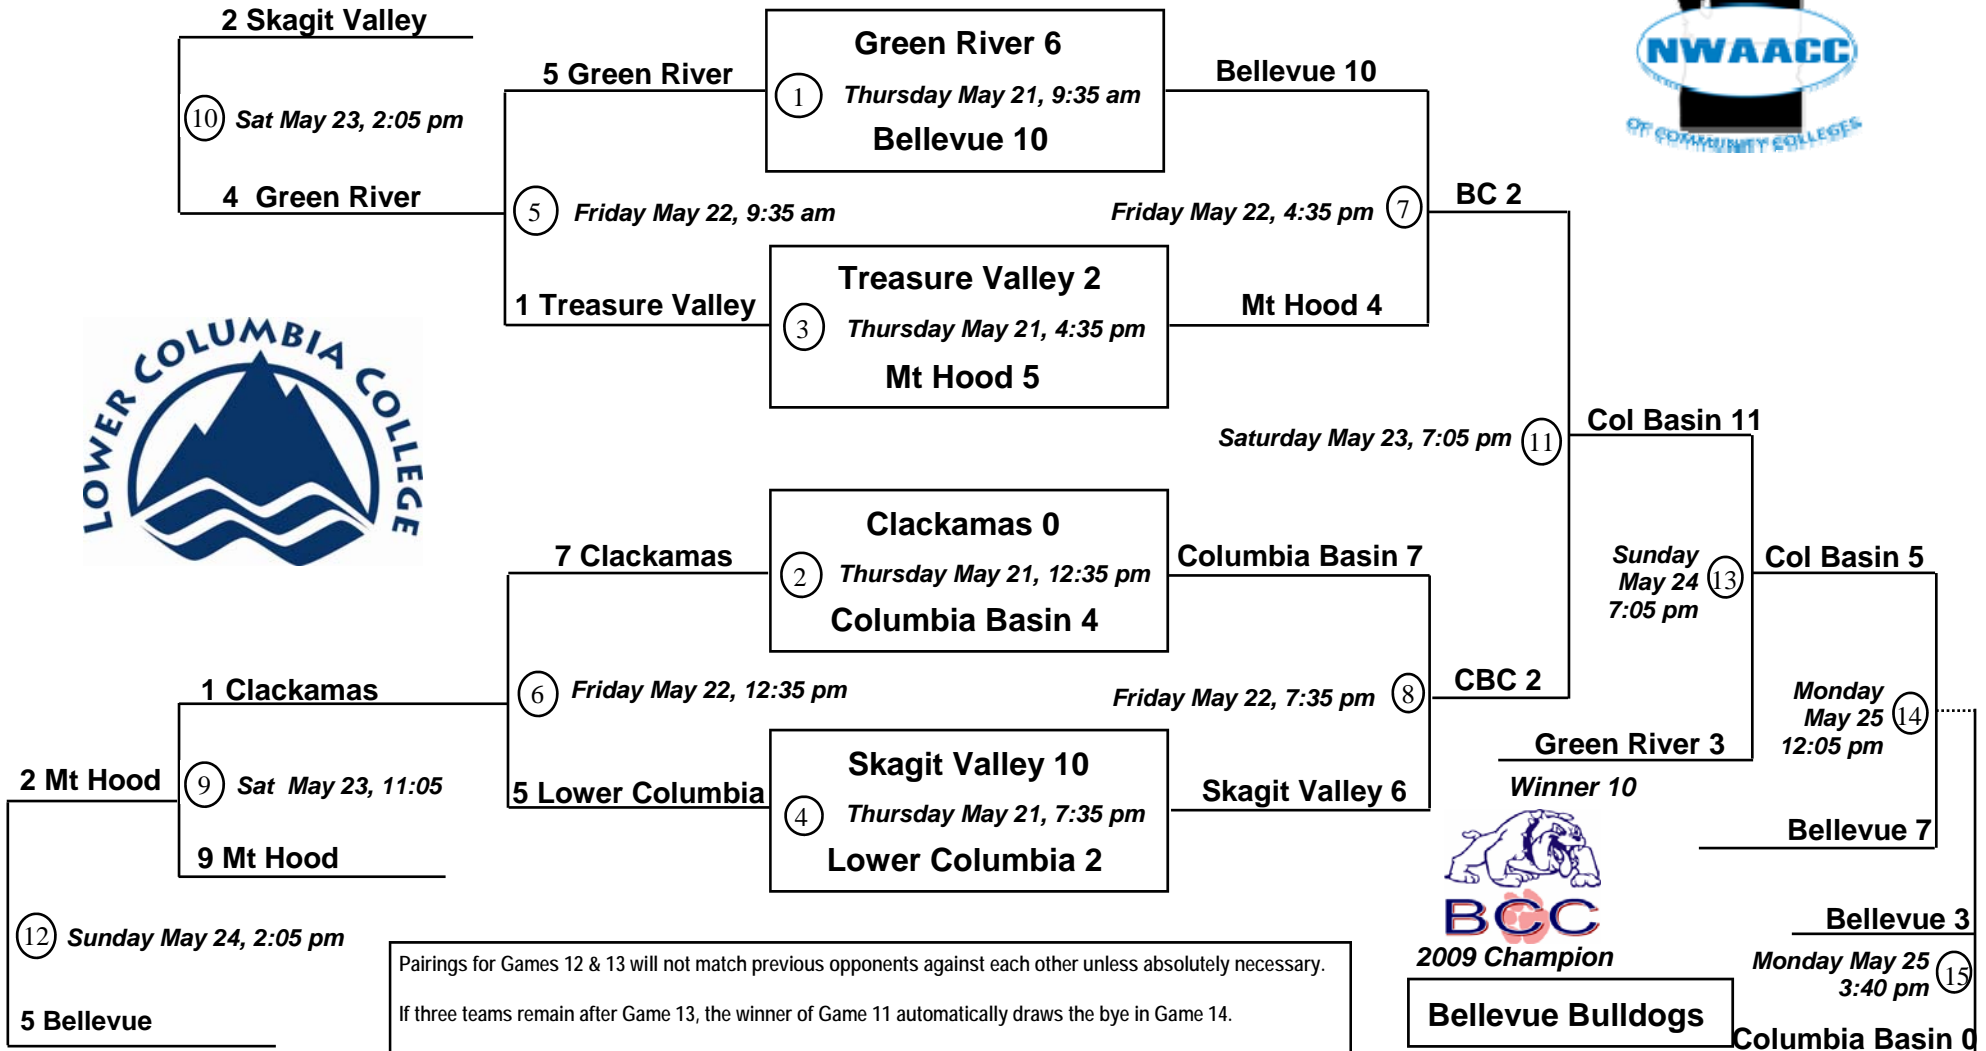 2 Skagit Valley
10 Sat May 23, 2:05 pm
4 Green River
5 Green River
5 Friday May 22, 9:35 am
1 Treasure Valley
Green River 6
1 Thursday May 21, 9:35 am
Bellevue 10
Treasure Valley 2
3 Thursday May 21, 4:35 pm
Mt Hood 5
Bellevue 10
Friday May 22, 4:35 pm 7
Mt Hood 4
BC 2
NWAACC
OF COMMUNITY COLLEGES
LOWER COLUMBIA COLLEGE
Saturday May 23, 7:05 pm 11
Col Basin 11
7 Clackamas
6 Friday May 22, 12:35 pm
5 Lower Columbia
Clackamas 0
2 Thursday May 21, 12:35 pm
Columbia Basin 4
Skagit Valley 10
4 Thursday May 21, 7:35 pm
Lower Columbia 2
Columbia Basin 7
Friday May 22, 7:35 pm 8
Skagit Valley 6
CBC 2
Sunday
May 24 13
7:05 pm
Green River 3
Winner 10
Col Basin 5
Monday
May 25 14
12:05 pm
Bellevue 7
1 Clackamas
9 Sat May 23, 11:05
9 Mt Hood
2 Mt Hood
12 Sunday May 24, 2:05 pm
5 Bellevue
Pairings for Games 12 & 13 will not match previous opponents against each other unless absolutely necessary.
If three teams remain after Game 13, the winner of Game 11 automatically draws the bye in Game 14.
BCC
2009 Champion
Bellevue Bulldogs
Bellevue 3
Monday May 25 15
3:40 pm
Columbia Basin 0